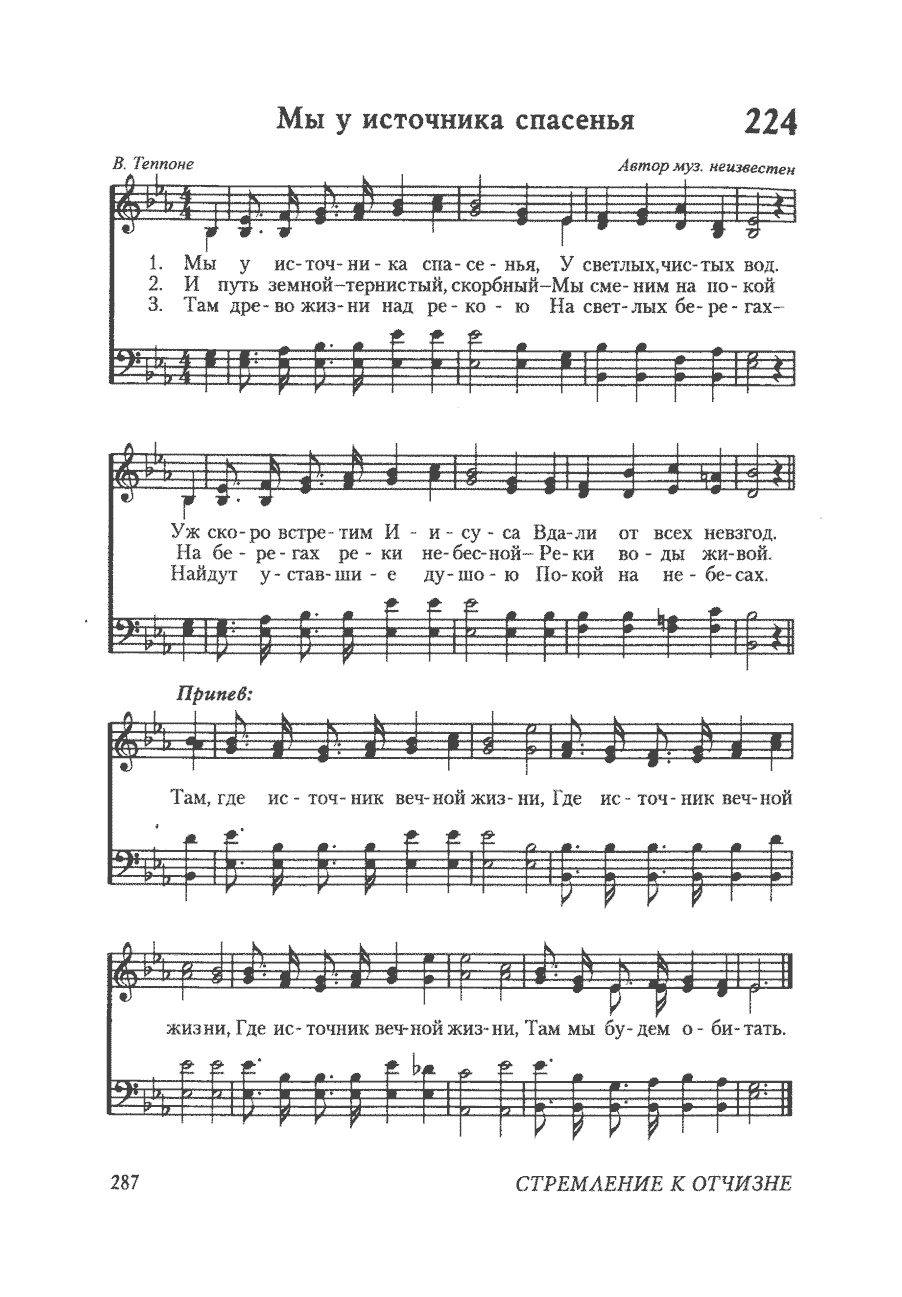 Мы у источника спасенья 224
В. Теппоне Автор муз. неизвестен
1. Мы у ис-точ-ни-ка спа-се-нья, У светлых,чис-тых вод.
2. И путь земной–тернистый, скорбный–Мы сме-ним на по-кой
3. Там дре-во жиз-ни над ре-ко-ю На свет-лых бе-ре-гах–
Уж ско-ро встре-тим И-и-су-са Вда-ли от всех невзгод.
На бе-ре-гах ре-ки не-бес-ной– Ре-ки во-ды жи-вой.
Найдут у-став-ши-е ду-шо-ю По-кой на не-бе-сах.
Припев:
Там, где ис-точ-ник веч-ной жиз-ни, Где ис-точ-ник веч-ной
жизни, Где ис-точник веч-ной жиз-ни, Там мы бу-дем о-би-тать.
287 СТРЕМЛЕНИЕ К ОТЧИЗНЕ